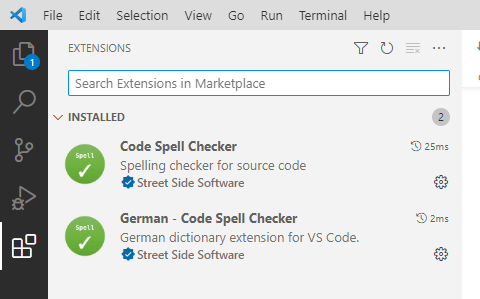 File Edit Selection View Go Run Terminal Help
EXTENSIONS
1
Search Extensions in Marketplace
INSTALLED 2
Spell
Code Spell Checker 25ms
Spelling checker for source code
Street Side Software
Spell
German - Code Spell Checker 2ms
German dictionary extension for VS Code.
Street Side Software